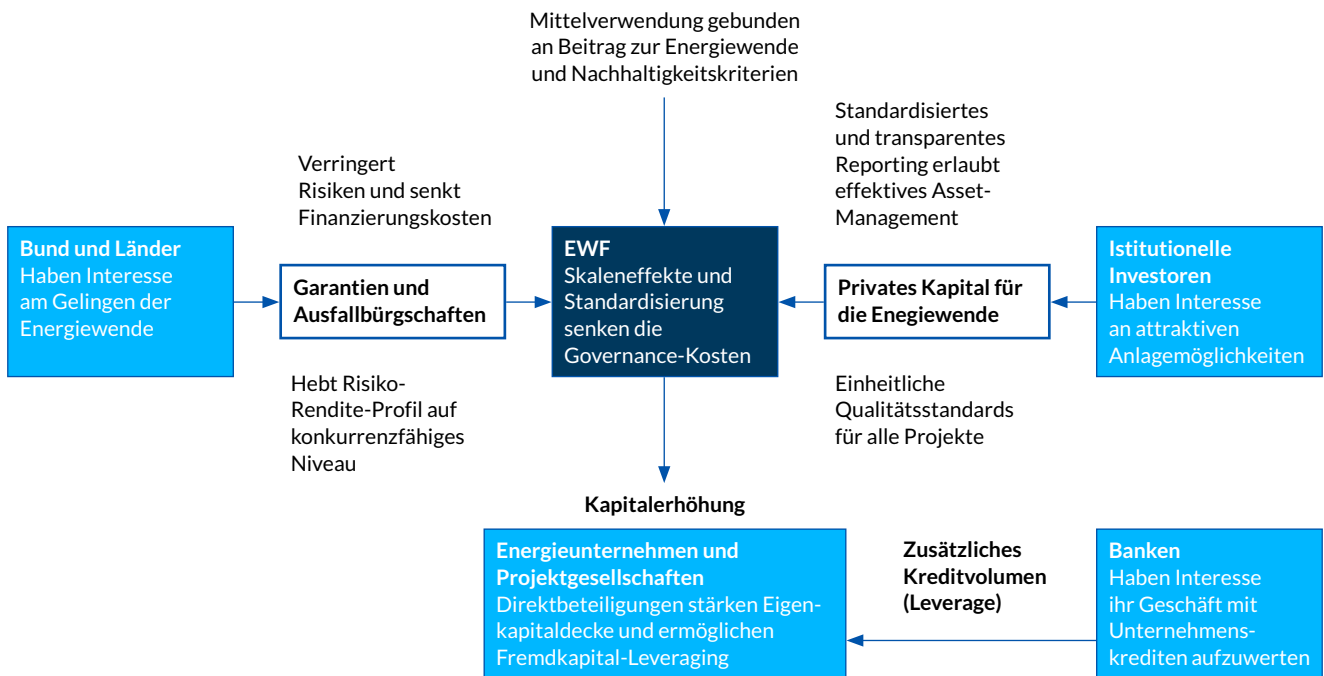 Mittelverwendung gebunden
an Beitrag zur Energiewende
und Nachhaltigkeitskriterien
Verringert
Risiken und senkt
Finanzierungskosten
Standardisiertes
und transparentes
Reporting erlaubt
effektives Asset-
Management
Bund und Länder
Haben Interesse
am Gelingen der
Energiewende
Garantien und
Ausfallbürgschaften
EWF
Skaleneffekte und
Standardisierung
senken die
Governance-Kosten
Privates Kapital für
die Enegiewende
Istitutionelle
Investoren
Haben Interesse
an attraktiven
Anlagemöglichkeiten
Hebt Risiko-
Rendite-Profil auf
konkurrenzfähiges
Niveau
Einheitliche
Qualitätsstandards
für alle Projekte
Kapitalerhöhung
Energieunternehmen und
Projektgesellschaften
Direktbeteiligungen stärken Eigen-
kapitaldecke und ermöglichen
Fremdkapital-Leveraging
Zusätzliches
Kreditvolumen
(Leverage)
Banken
Haben Interesse
ihr Geschäft mit
Unternehmens-
krediten aufzuwerten